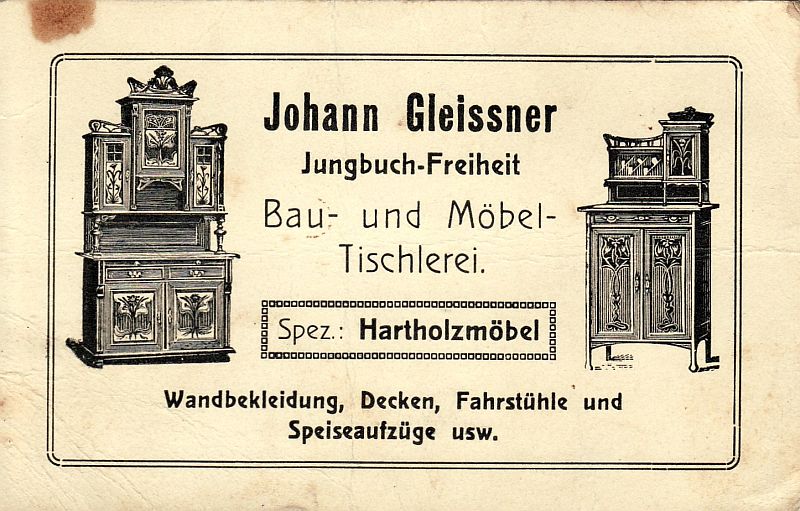 Johann Gleissner
Jungbuch-Freiheit
Bau- und Möbel-
Tischlerei.
Spez.: Hartholzmöbel
Wandbekleidung, Decken, Fahrstühle und
Speiseaufzüge usw.